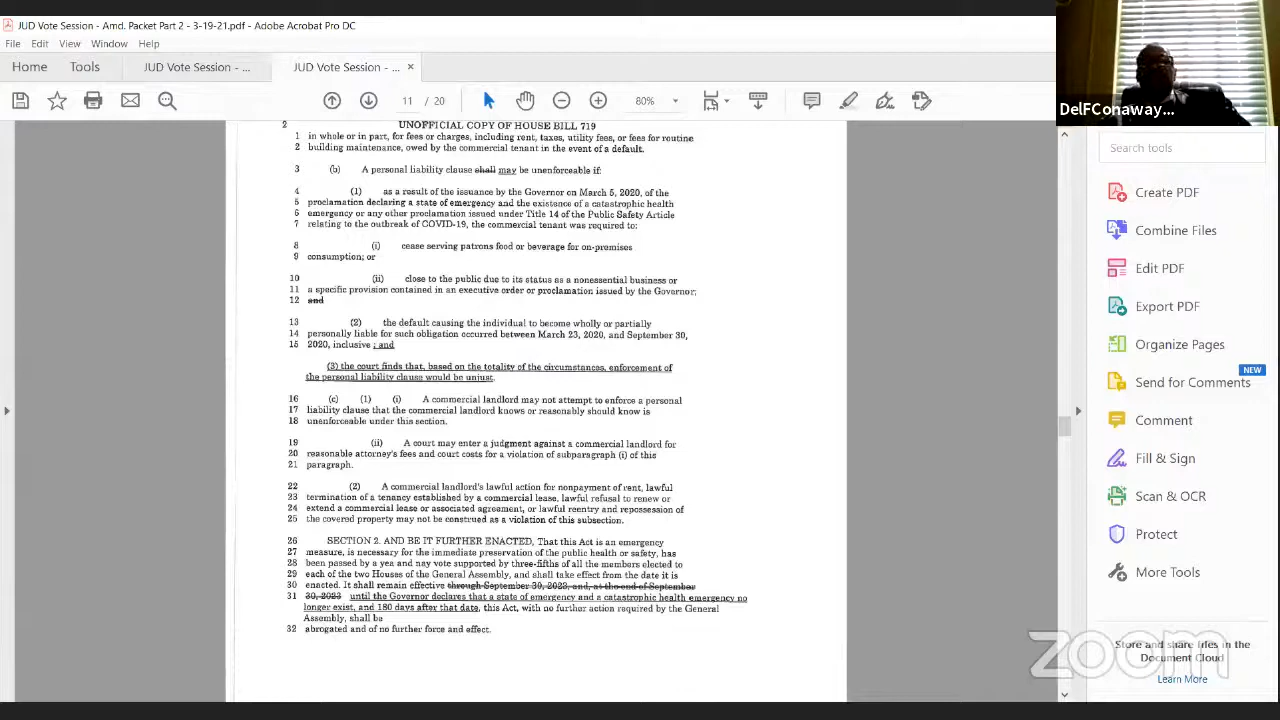 JUD Vote Session - Amd. Packet Part 2 - 3-19-21.pdf - Adobe Acrobat Pro DC
File Edit View Window Help
Home Tools JUD Vote Session - ... JUD Vote Session - ... ×
/ 20 80%
DelFConaway...
2 UNOFFICIAL COPY OF HOUSE BILL 719
1 in whole or in part, for fees or charges, including rent, taxes, utility fees, or fees for routine
2 building maintenance, owed by the commercial tenant in the event of a default.
3 (b) A personal liability clause shall may be unenforceable if:
4 (1) as a result of the issuance by the Governor on March 5, 2020, of the
5 proclamation declaring a state of emergency and the existence of a catastrophic health
6 emergency or any other proclamation issued under Title 14 of the Public Safety Article
7 relating to the outbreak of COVID-19, the commercial tenant was required to:
8 (i) cease serving patrons food or beverage for on-premises
9 consumption; or
10 (ii) close to the public due to its status as a nonessential business or
11 a specific provision contained in an executive order or proclamation issued by the Governor;
12 and
13 (2) the default causing the individual to become wholly or partially
14 personally liable for such obligation occurred between March 23, 2020, and September 30,
15 2020, inclusive ; and
(3) the court finds that, based on the totality of the circumstances, enforcement of
the personal liability clause would be unjust.
16 (c) (1) (i) A commercial landlord may not attempt to enforce a personal
17 liability clause that the commercial landlord knows or reasonably should know is
18 unenforceable under this section.
19 (ii) A court may enter a judgment against a commercial landlord for
20 reasonable attorney's fees and court costs for a violation of subparagraph (i) of this
21 paragraph.
22 (2) A commercial landlord's lawful action for nonpayment of rent, lawful
23 termination of a tenancy established by a commercial lease, lawful refusal to renew or
24 extend a commercial lease or associated agreement, or lawful reentry and repossession of
25 the covered property may not be construed as a violation of this subsection.
26 SECTION 2. AND BE IT FURTHER ENACTED, That this Act is an emergency
27 measure, is necessary for the immediate preservation of the public health or safety, has
28 been passed by a yea and nay vote supported by three-fifths of all the members elected to
29 each of the two Houses of the General Assembly, and shall take effect from the date it is
30 enacted. It shall remain effective through September 30, 2023, and, at the end of September
31 30, 2023 until the Governor declares that a state of emergency and a catastrophic health emergency no
longer exist, and 180 days after that date, this Act, with no further action required by the General
Assembly, shall be
32 abrogated and of no further force and effect.
Search tools
Create PDF
Combine Files
Edit PDF
Export PDF
Organize Pages
NEW
Send for Comments
Comment
Fill & Sign
Scan & OCR
Protect
More Tools
Store and share files in the
Document Cloud
Learn More
zoom